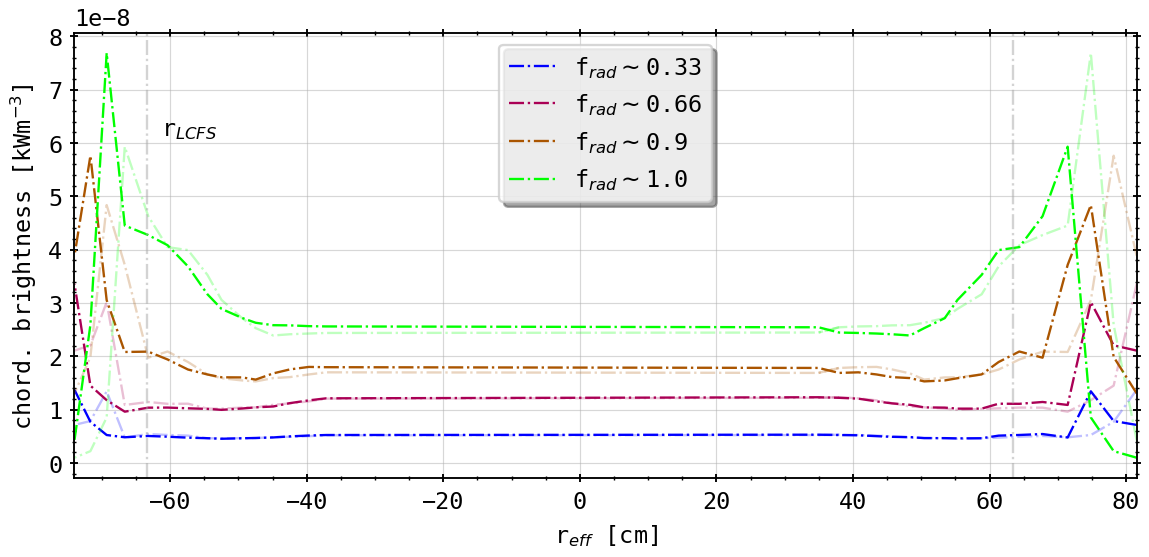 1e−8
8
7
6
5
4
3
2
1
0
chord. brightness [kWm⁻³]
r_LCFS
f_rad ∼ 0.33
f_rad ∼ 0.66
f_rad ∼ 0.9
f_rad ∼ 1.0
−60 −40 −20 0 20 40 60 80
r_eff [cm]